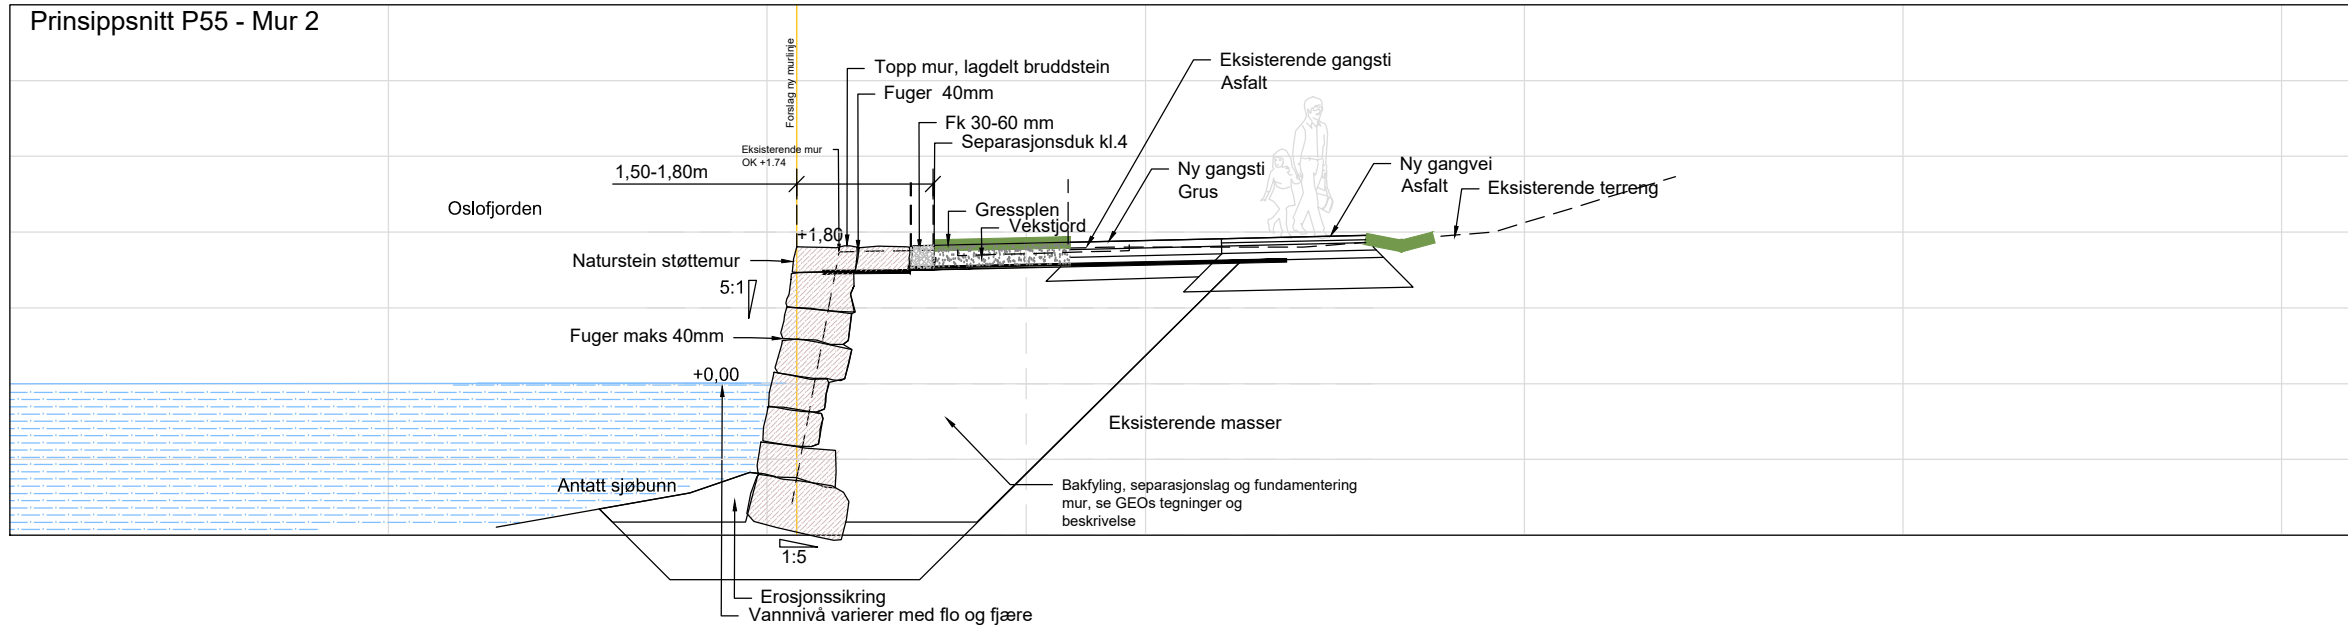 Prinsippsnitt P55 - Mur 2
Forslag ny murlinje
Topp mur, lagdelt bruddstein
Fuger 40mm
Fk 30-60 mm
Separasjonsduk kl.4
Eksisterende mur
OK +1.74
1,50-1,80m
Eksisterende gangsti
Asfalt
Ny gangsti
Grus
Ny gangvei
Asfalt
Eksisterende terreng
Oslofjorden
Gressplen
Vekstjord
+1,80
Naturstein støttemur
5:1
Fuger maks 40mm
+0,00
Eksisterende masser
Antatt sjøbunn
Bakfyling, separasjonslag og fundamentering
mur, se GEOs tegninger og
beskrivelse
1:5
Erosjonssikring
Vannnivå varierer med flo og fjære